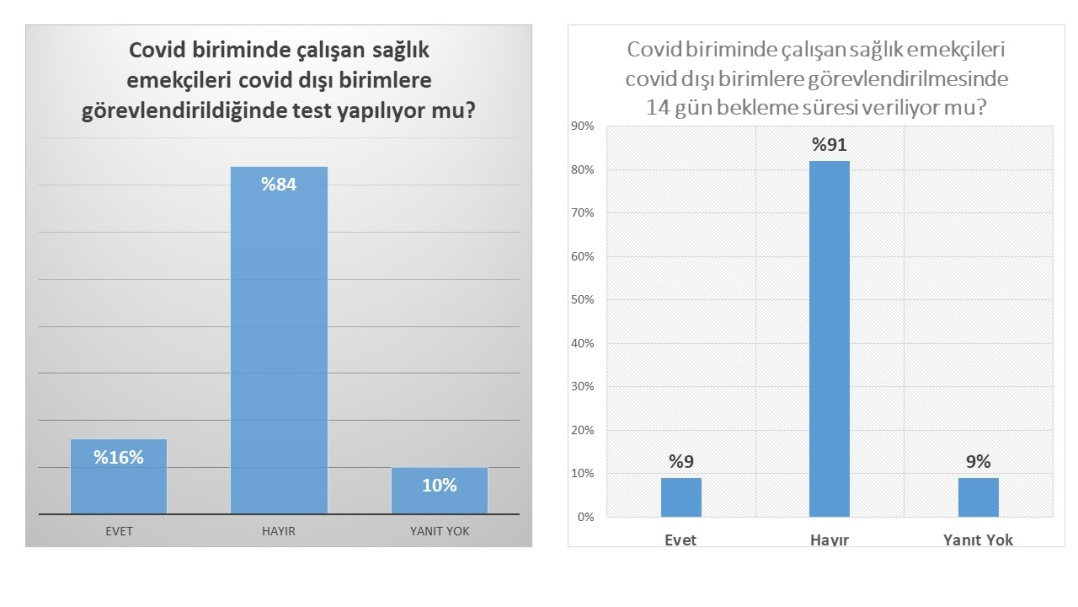 Covid biriminde çalışan sağlık
emekçileri covid dışı birimlere
görevlendirildiğinde test yapılıyor mu?
%84
%16%
10%
EVET
HAYIR
YANIT YOK
Covid biriminde çalışan sağlık emekçileri
covid dışı birimlere görevlendirilmesinde
14 gün bekleme süresi veriliyor mu?
90%
80%
70%
60%
50%
40%
30%
20%
10%
0%
%91
%9
9%
Evet
Hayır
Yanıt Yok